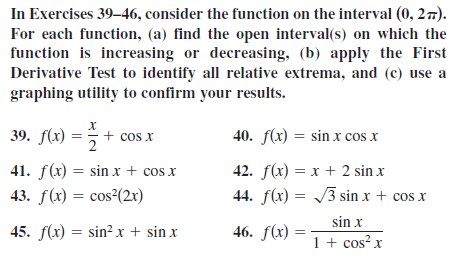 In Exercises 39–46, consider the function on the interval (0, 2π).
For each function, (a) find the open interval(s) on which the
function is increasing or decreasing, (b) apply the First
Derivative Test to identify all relative extrema, and (c) use a
graphing utility to confirm your results.
39. f(x) = x/2 + cos x
40. f(x) = sin x cos x
41. f(x) = sin x + cos x
42. f(x) = x + 2 sin x
43. f(x) = cos²(2x)
44. f(x) = √3 sin x + cos x
45. f(x) = sin² x + sin x
46. f(x) = sin x / (1 + cos² x)